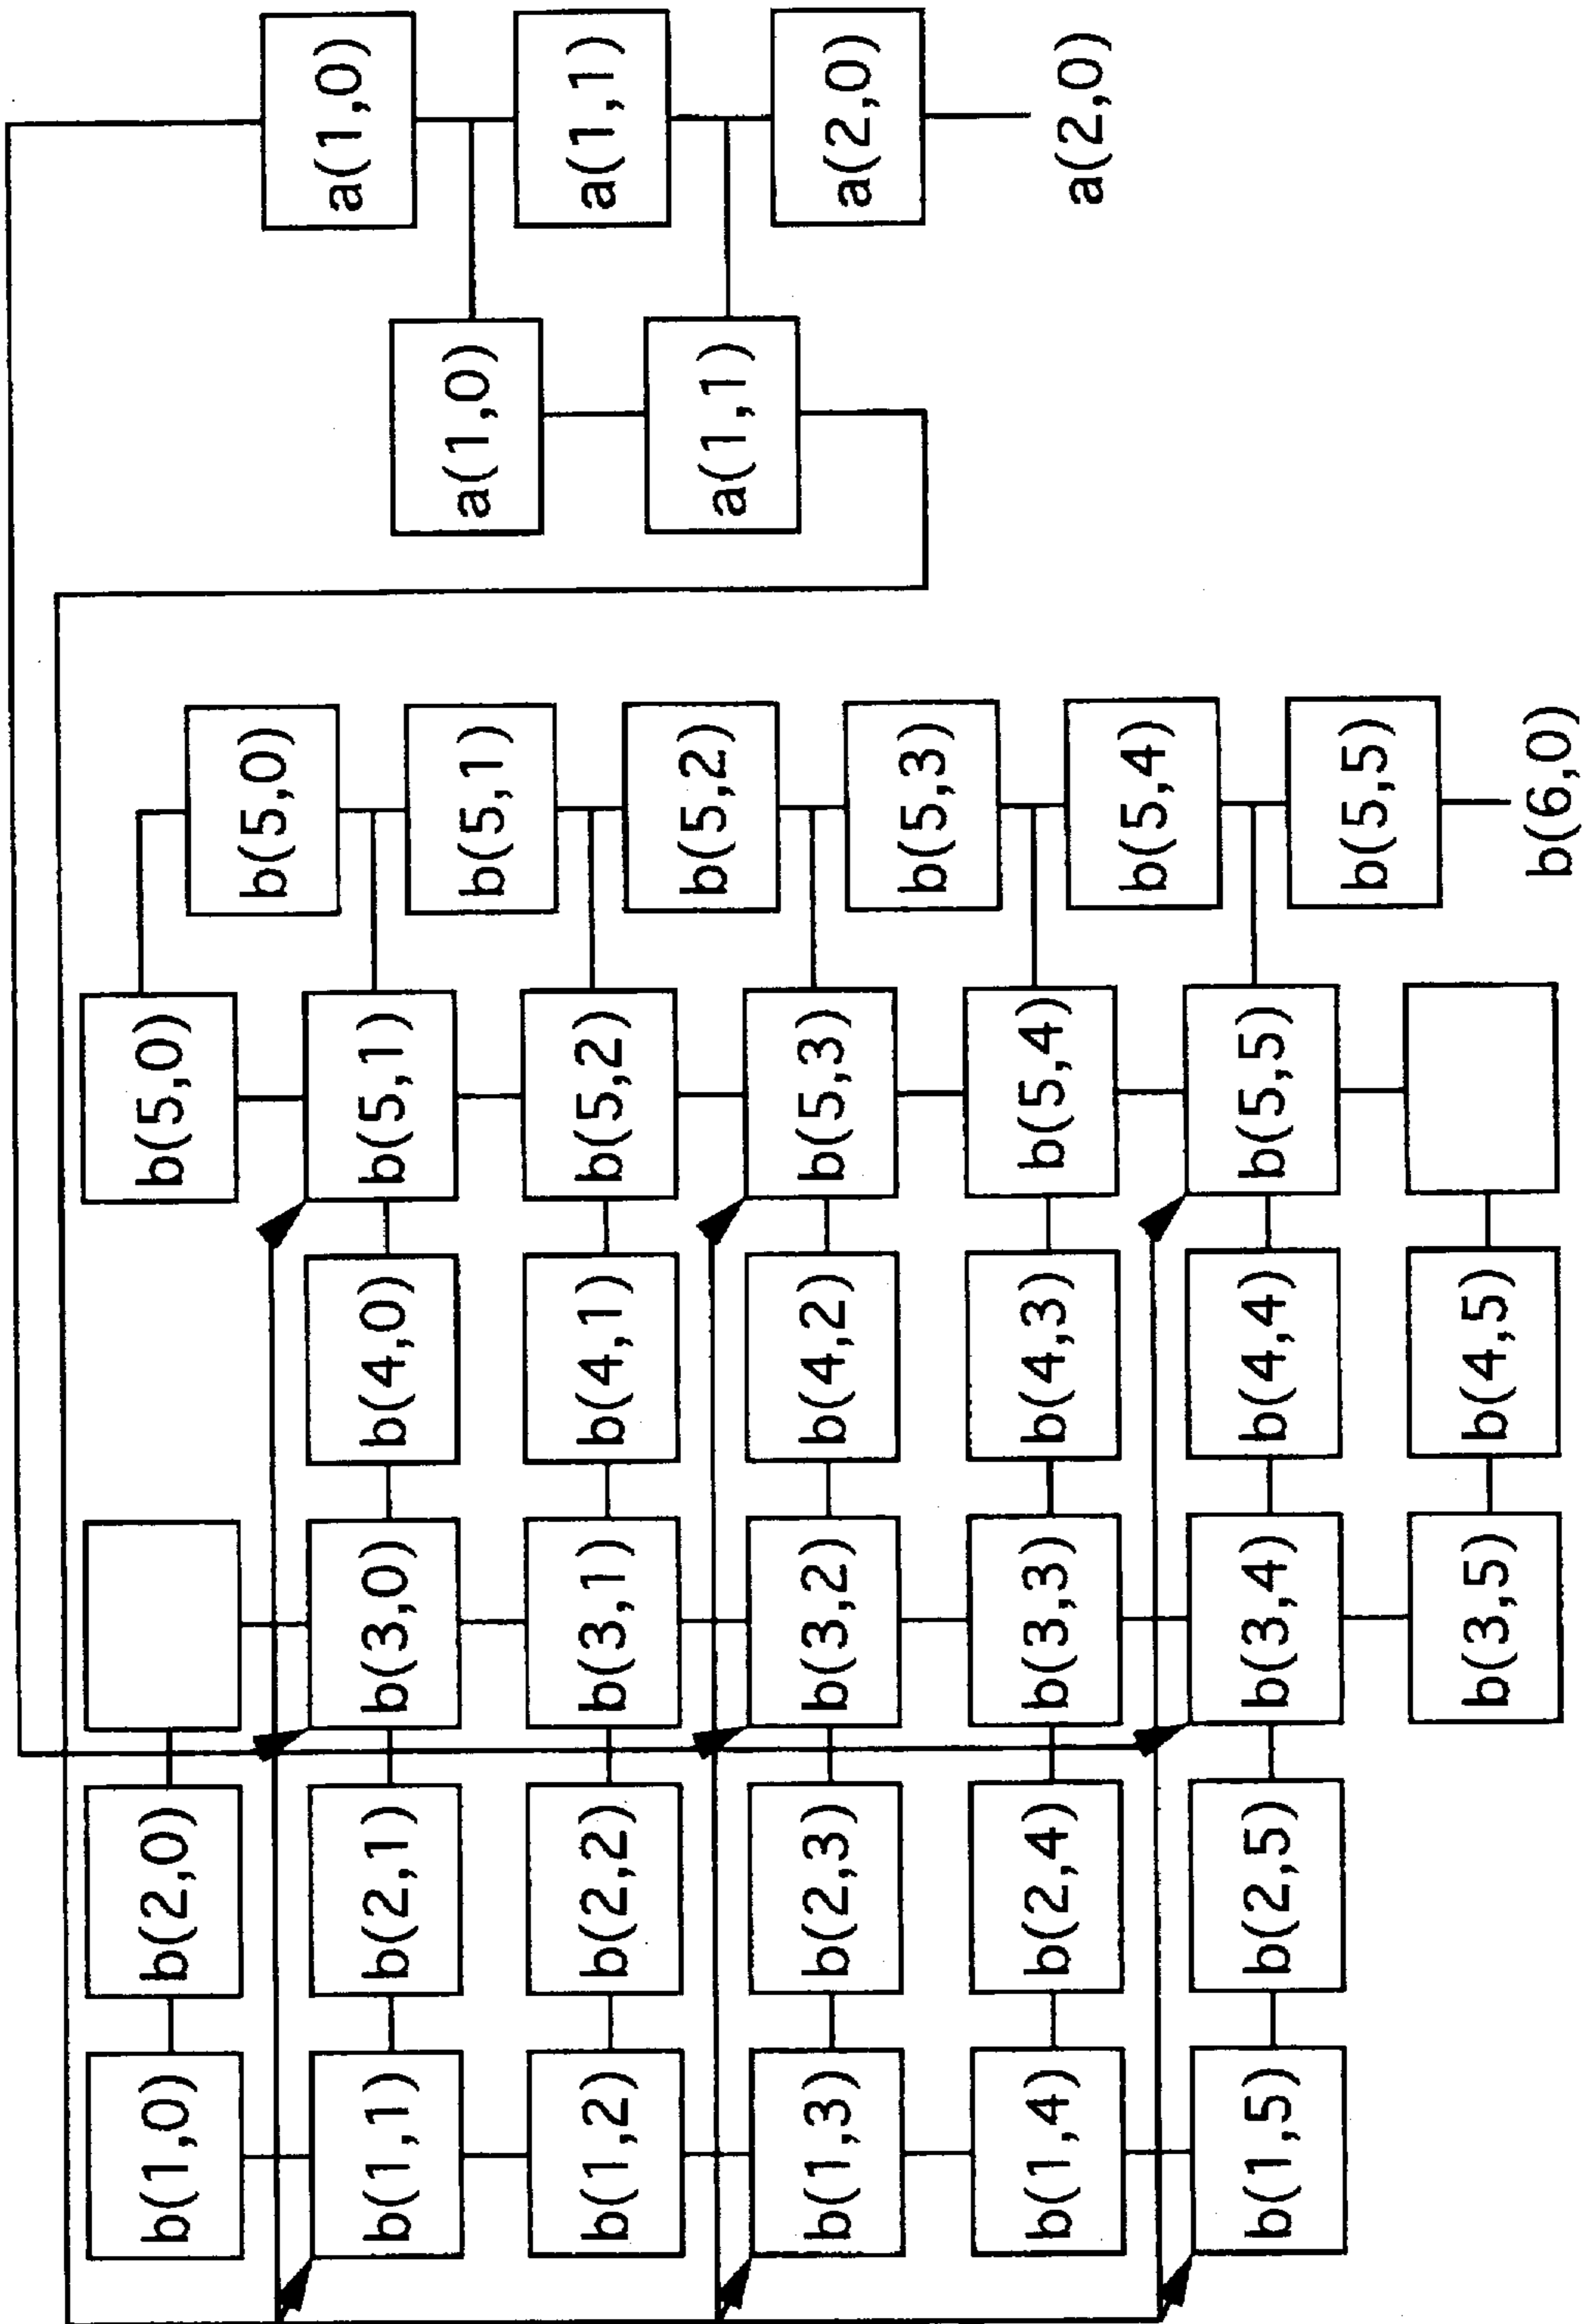 b(1,0)
b(2,0)
b(5,0)
b(5,0)
a(1,0)
b(1,1)
b(2,1)
b(3,0)
b(4,0)
b(5,1)
a(1,0)
b(5,1)
a(1,1)
b(1,2)
b(2,2)
b(3,1)
b(4,1)
b(5,2)
b(5,2)
a(1,1)
b(1,3)
b(2,3)
b(3,2)
b(4,2)
b(5,3)
a(2,0)
b(5,3)
b(1,4)
b(2,4)
b(3,3)
b(4,3)
b(5,4)
a(2,0)
b(5,4)
b(1,5)
b(2,5)
b(3,4)
b(4,4)
b(5,5)
b(5,5)
b(3,5)
b(4,5)
b(6,0)